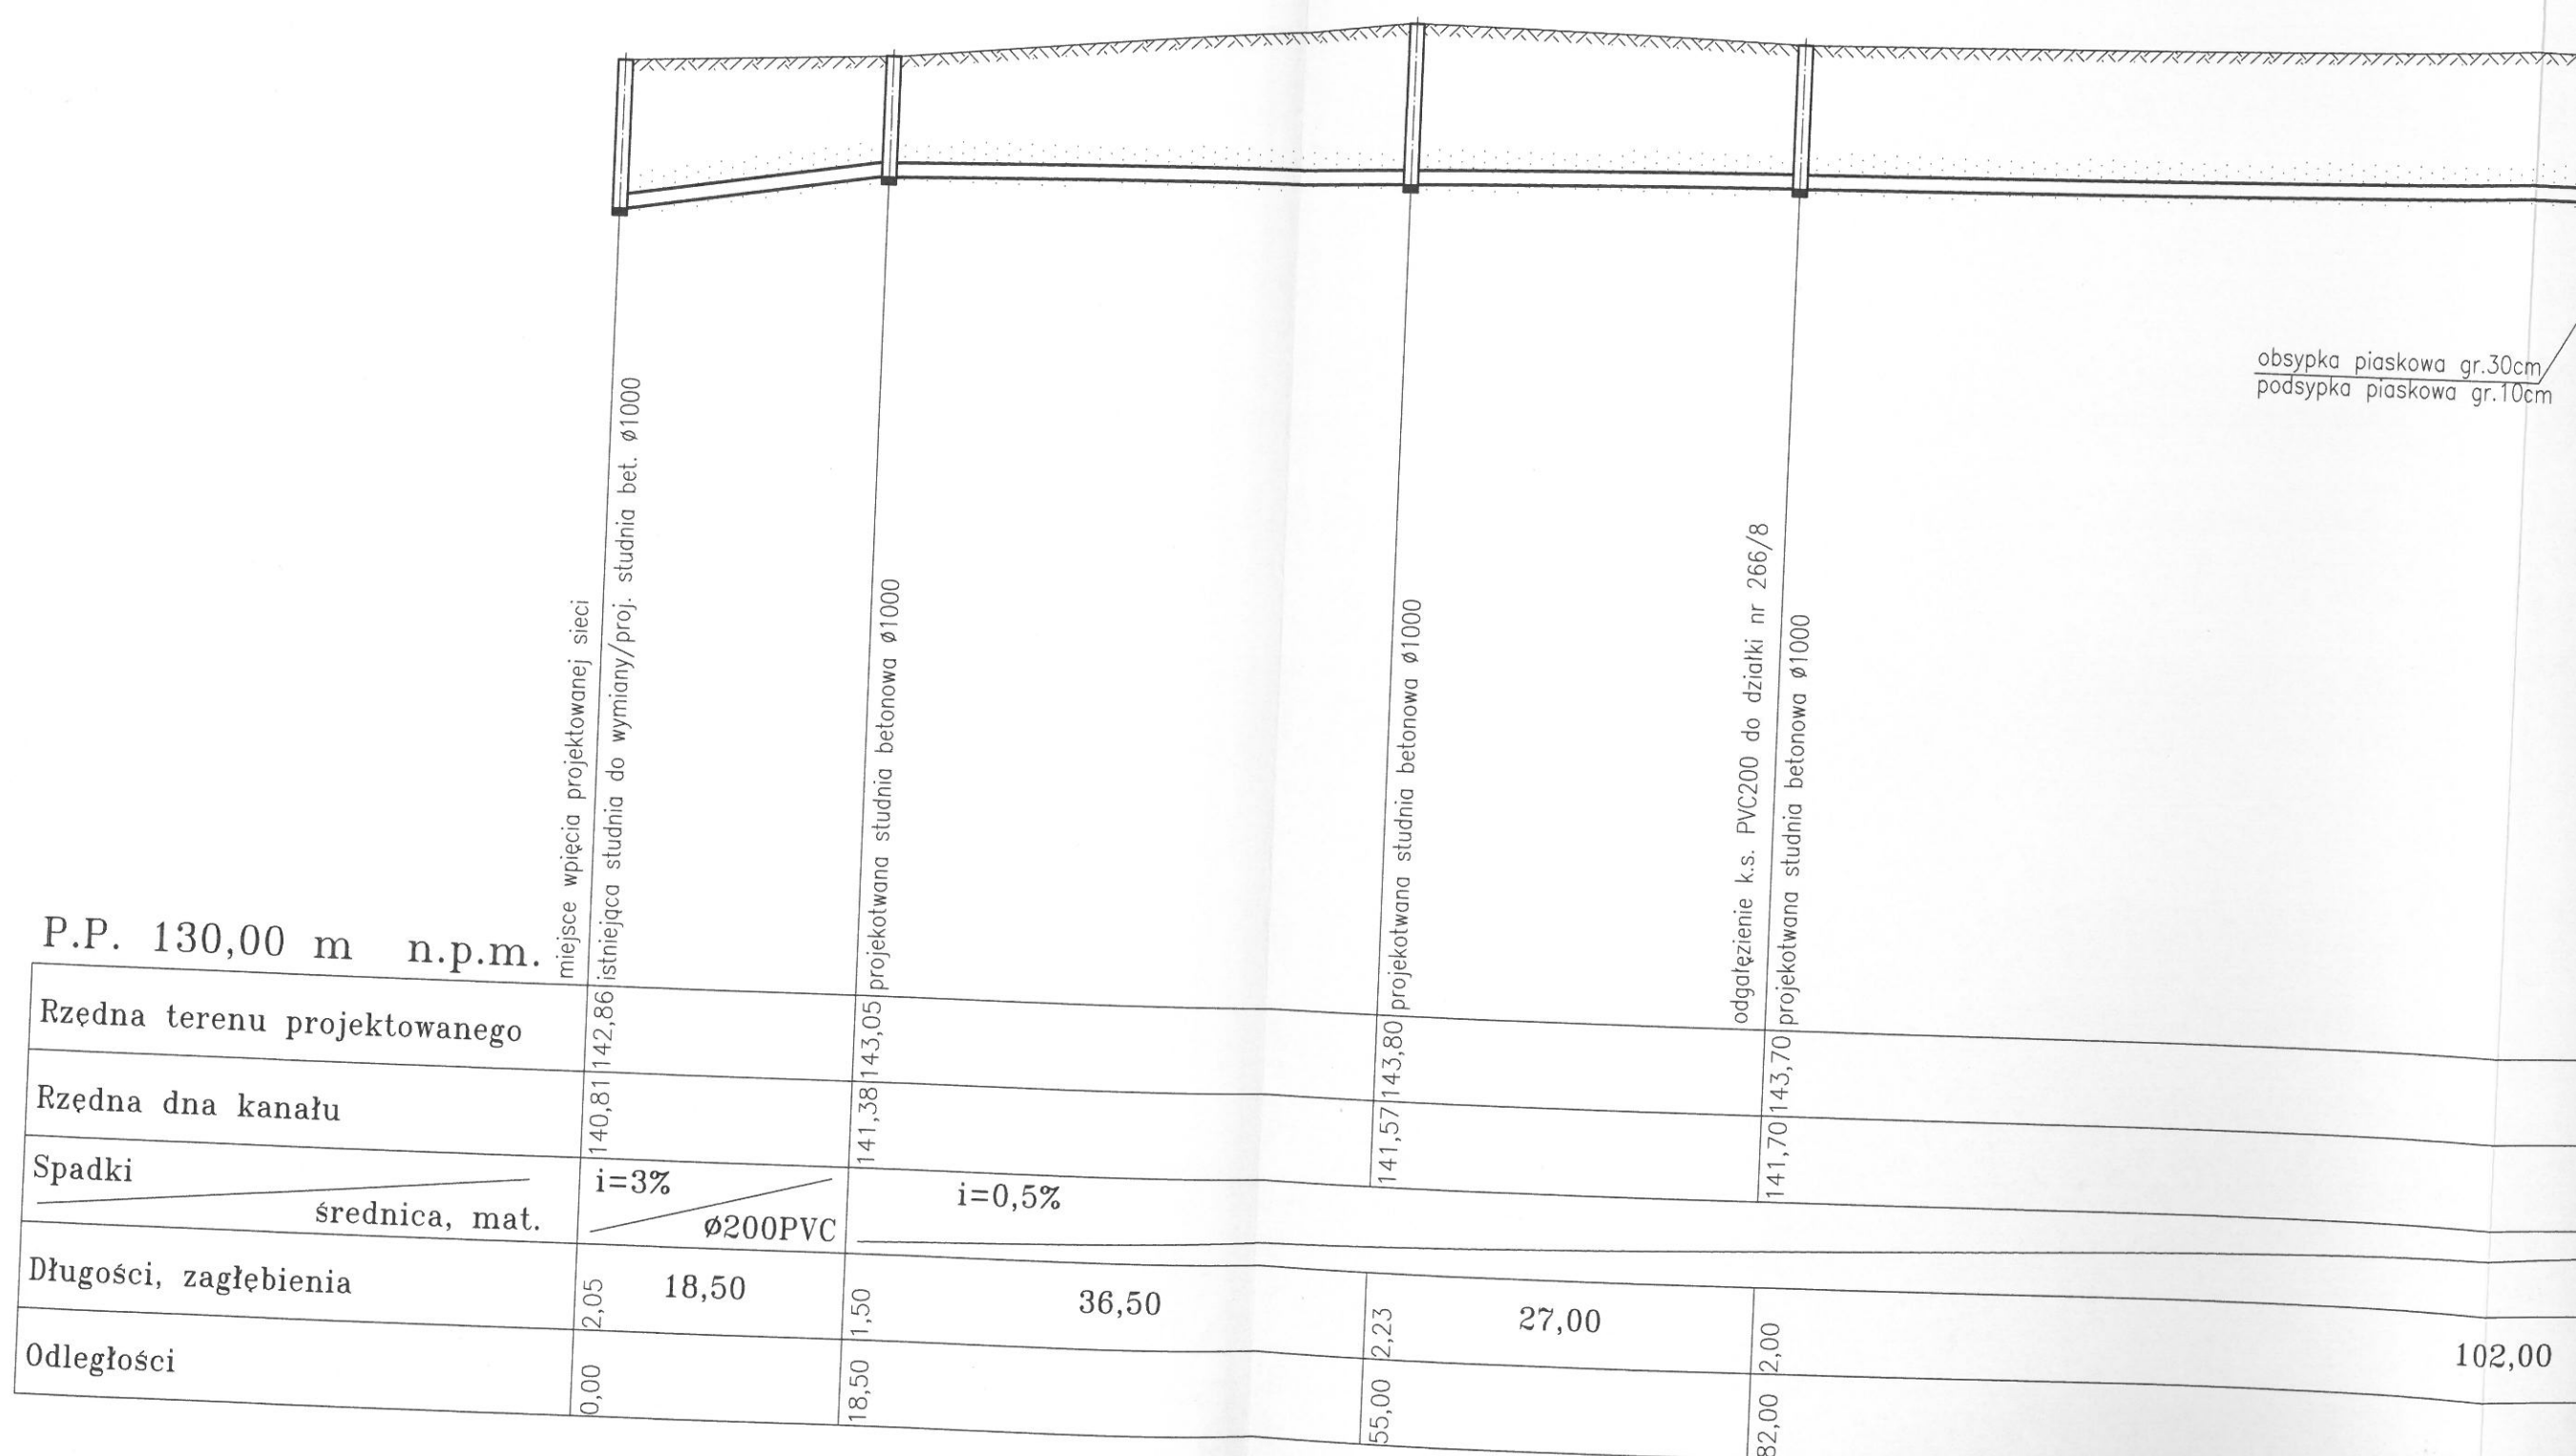 obsypka piaskowa gr.30cm
podsypka piaskowa gr.10cm
miejsce wpięcia projektowanej sieci
istniejąca studnia do wymiany/proj. studnia bet. ø1000
projekotwana studnia betonowa ø1000
projekotwana studnia betonowa ø1000
odgałęzienie k.s. PVC200 do działki nr 266/8
projekotwana studnia betonowa ø1000
P.P. 130,00 m n.p.m.
Rzędna terenu projektowanego
142,86
143,05
143,80
143,70
Rzędna dna kanału
140,81
141,38
141,57
141,70
Spadki
średnica, mat.
i=3%
ø200PVC
i=0,5%
Długości, zagłębienia
2,05
18,50
1,50
36,50
2,23
27,00
2,00
102,00
Odległości
0,00
18,50
55,00
82,00